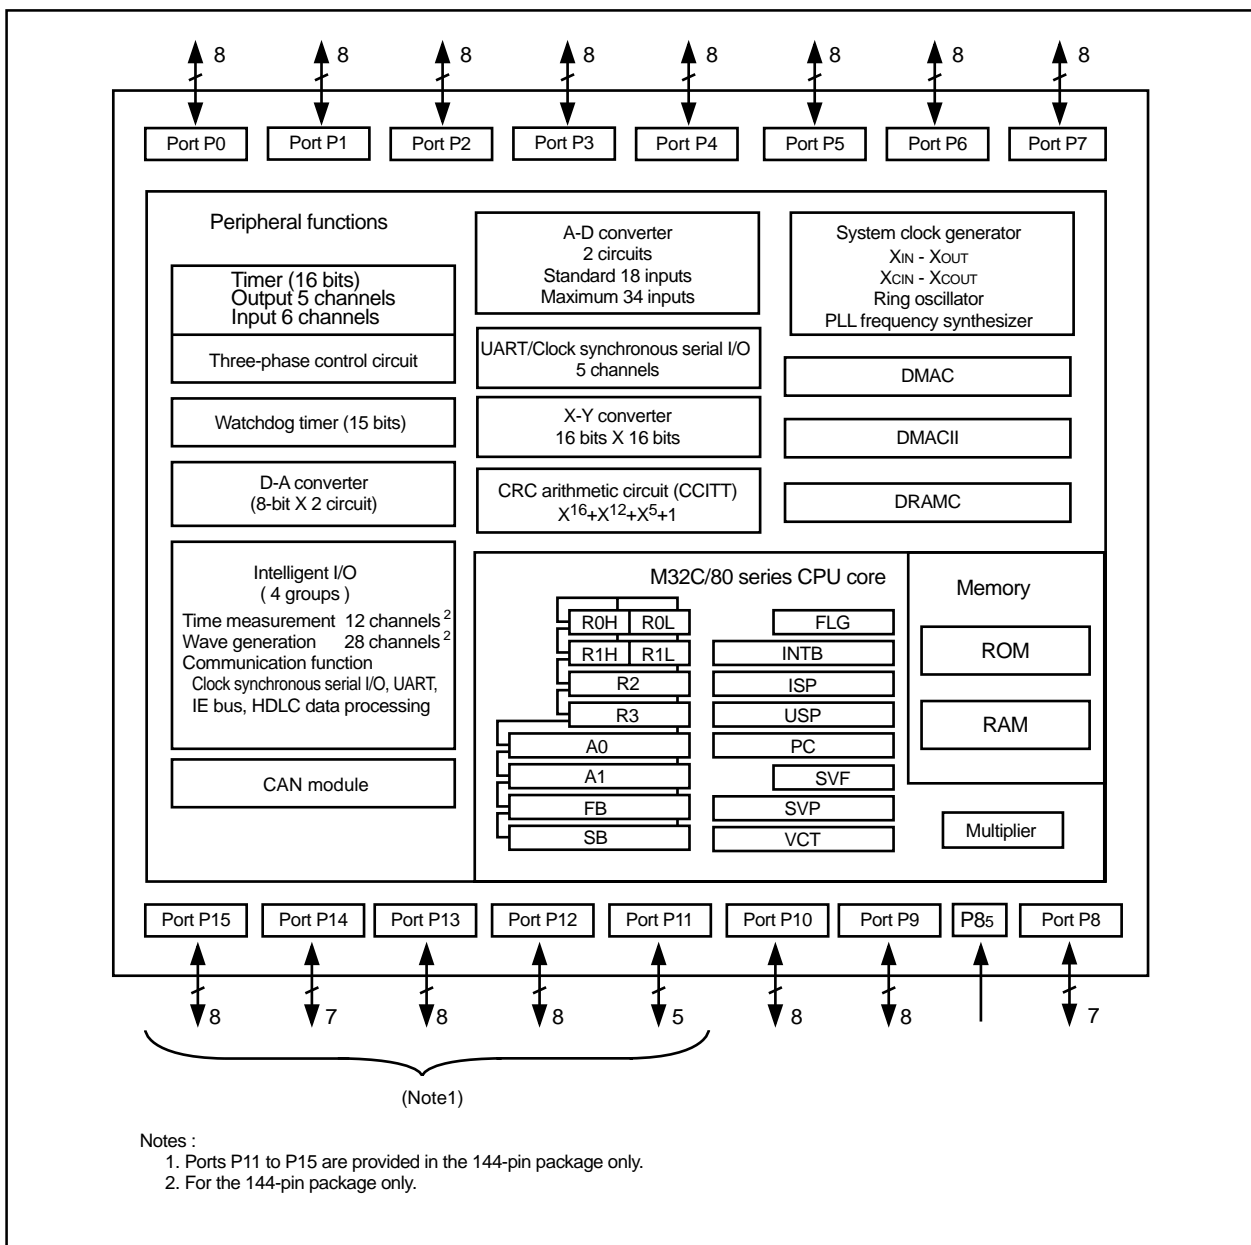 8 8 8 8 8 8 8 8
Port P0 Port P1 Port P2 Port P3 Port P4 Port P5 Port P6 Port P7
Peripheral functions
Timer (16 bits)
Output 5 channels
Input 6 channels
Three-phase control circuit
Watchdog timer (15 bits)
D-A converter
(8-bit X 2 circuit)
Intelligent I/O
( 4 groups )
Time measurement 12 channels 2
Wave generation 28 channels 2
Communication function
Clock synchronous serial I/O, UART,
IE bus, HDLC data processing
CAN module
A-D converter
2 circuits
Standard 18 inputs
Maximum 34 inputs
UART/Clock synchronous serial I/O
5 channels
X-Y converter
16 bits X 16 bits
CRC arithmetic circuit (CCITT)
X16+X12+X5+1
System clock generator
XIN - XOUT
XCIN - XCOUT
Ring oscillator
PLL frequency synthesizer
DMAC
DMACII
DRAMC
M32C/80 series CPU core
R0H R0L
R1H R1L
R2
R3
A0
A1
FB
SB
FLG
INTB
ISP
USP
PC
SVF
SVP
VCT
Memory
ROM
RAM
Multiplier
Port P15 Port P14 Port P13 Port P12 Port P11 Port P10 Port P9 P85 Port P8
8 7 8 8 5 8 8 7
(Note1)
Notes :
1. Ports P11 to P15 are provided in the 144-pin package only.
2. For the 144-pin package only.